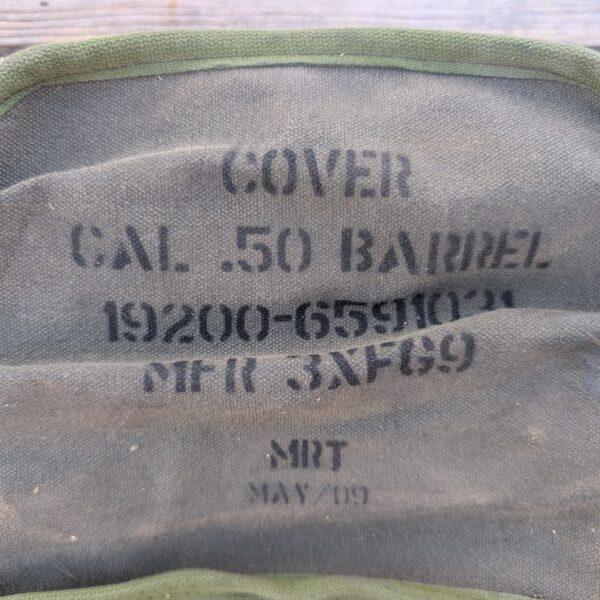 COVER
CAL .50 BARREL
19200-6591031
MFR 3XFG9
MRT
MAY/09